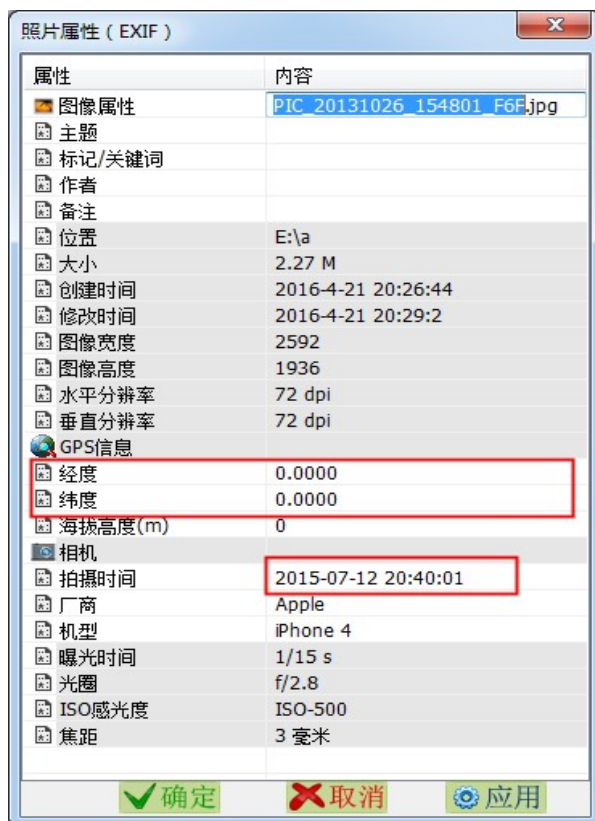 照片属性（EXIF）
属性 内容
图像属性 PIC_20131026_154801_F6F.jpg
主题
标记/关键词
作者
备注
位置 E:\a
大小 2.27 M
创建时间 2016-4-21 20:26:44
修改时间 2016-4-21 20:29:2
图像宽度 2592
图像高度 1936
水平分辨率 72 dpi
垂直分辨率 72 dpi
GPS信息
经度 0.0000
纬度 0.0000
海拔高度(m) 0
相机
拍摄时间 2015-07-12 20:40:01
厂商 Apple
机型 iPhone 4
曝光时间 1/15 s
光圈 f/2.8
ISO感光度 ISO-500
焦距 3 毫米
确定 取消 应用